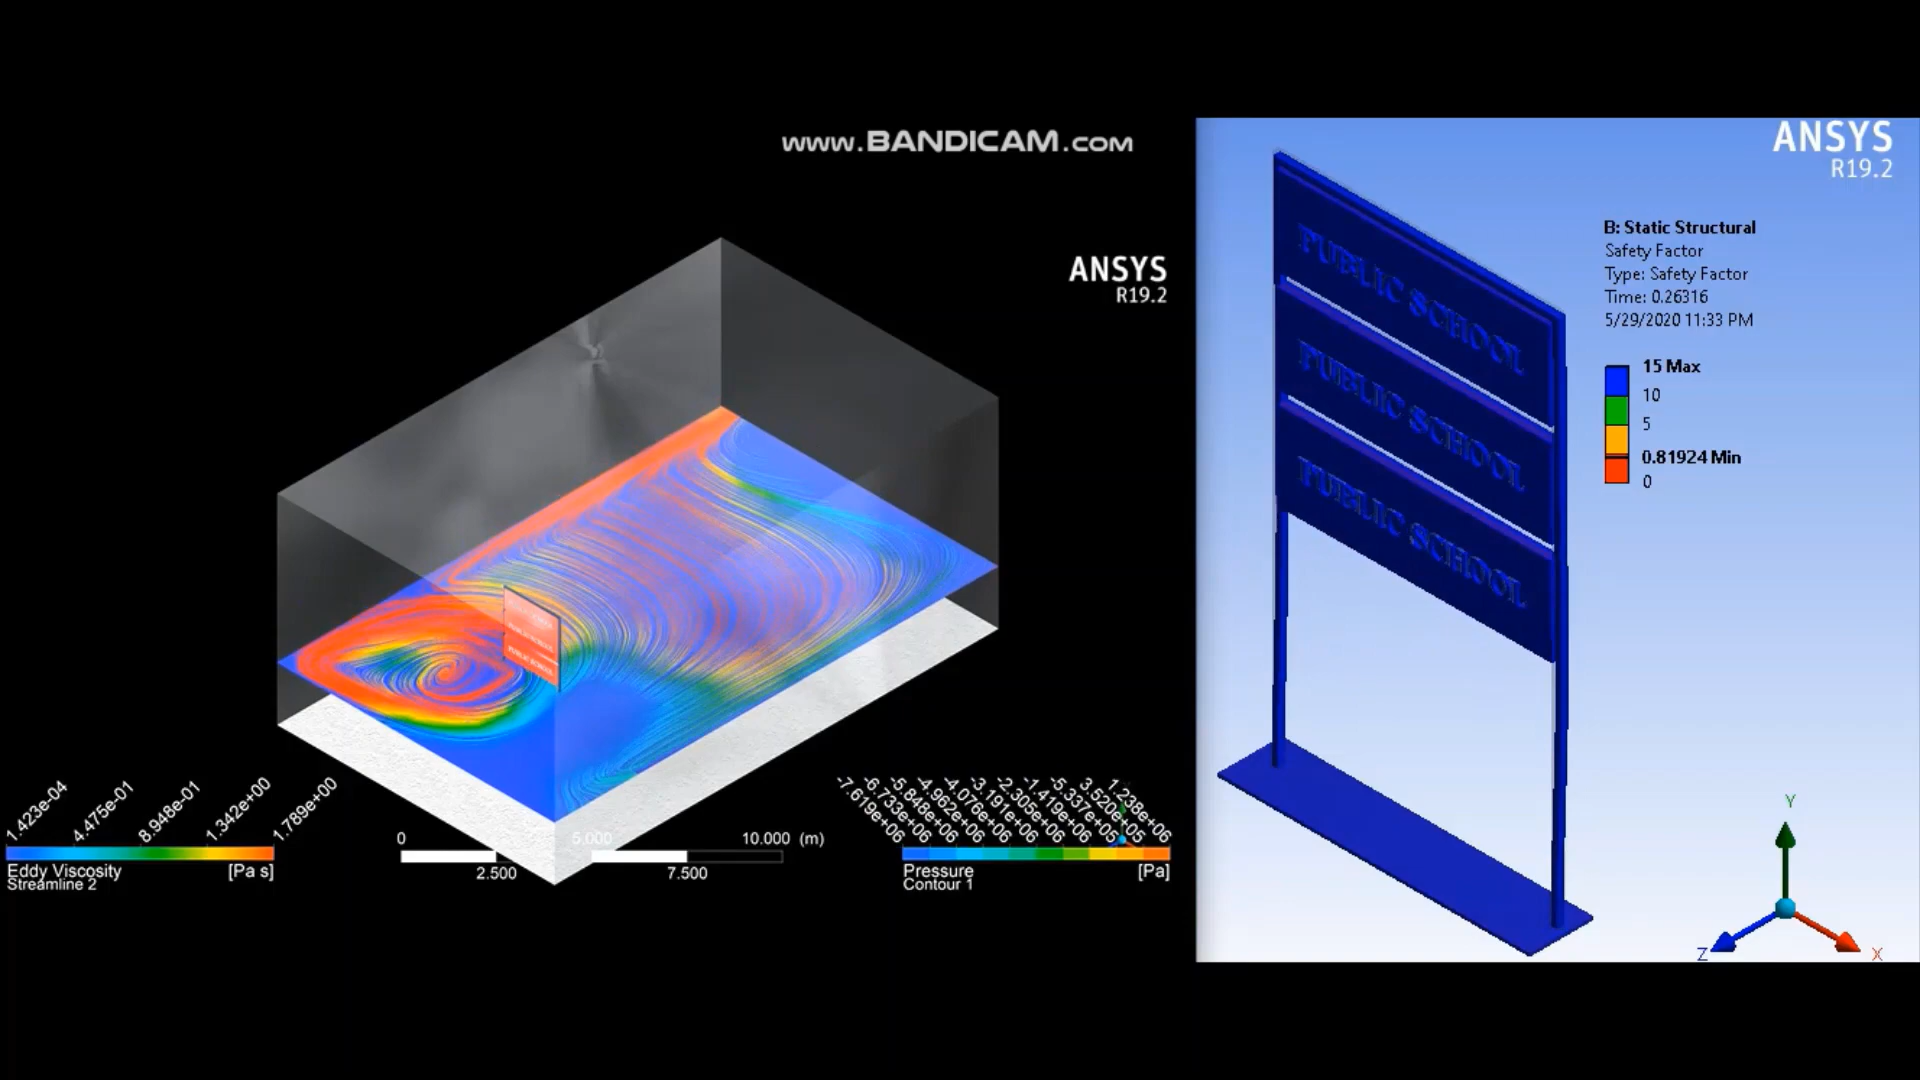 www.BANDICAM.com
ANSYS
R19.2
1.423e-04
4.475e-01
8.948e-01
1.342e+00
1.789e+00
Eddy Viscosity
Streamline 2
[Pa s]
0
5.000
10.000
(m)
2.500
7.500
-7.619e+06
-6.733e+06
-5.848e+06
-4.962e+06
-4.076e+06
-3.191e+06
-2.305e+06
-1.419e+06
-5.337e+05
3.520e+05
1.238e+06
Pressure
Contour 1
[Pa]
PUBLIC SCHOOL
PUBLIC SCHOOL
ANSYS
R19.2
B: Static Structural
Safety Factor
Type: Safety Factor
Time: 0.26316
5/29/2020 11:33 PM
15 Max
10
5
0.81924 Min
0
PUBLIC SCHOOL
PUBLIC SCHOOL
PUBLIC SCHOOL
Y
Z
X